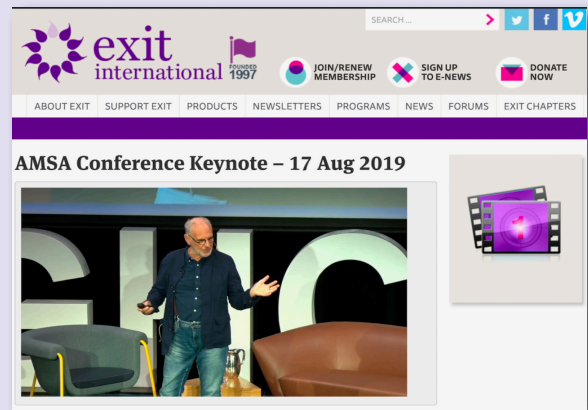 SEARCH ...
exit
international
FOUNDED
1997
JOIN/RENEW
MEMBERSHIP
SIGN UP
TO E-NEWS
DONATE
NOW
ABOUT EXIT SUPPORT EXIT PRODUCTS NEWSLETTERS PROGRAMS NEWS FORUMS EXIT CHAPTERS
AMSA Conference Keynote – 17 Aug 2019